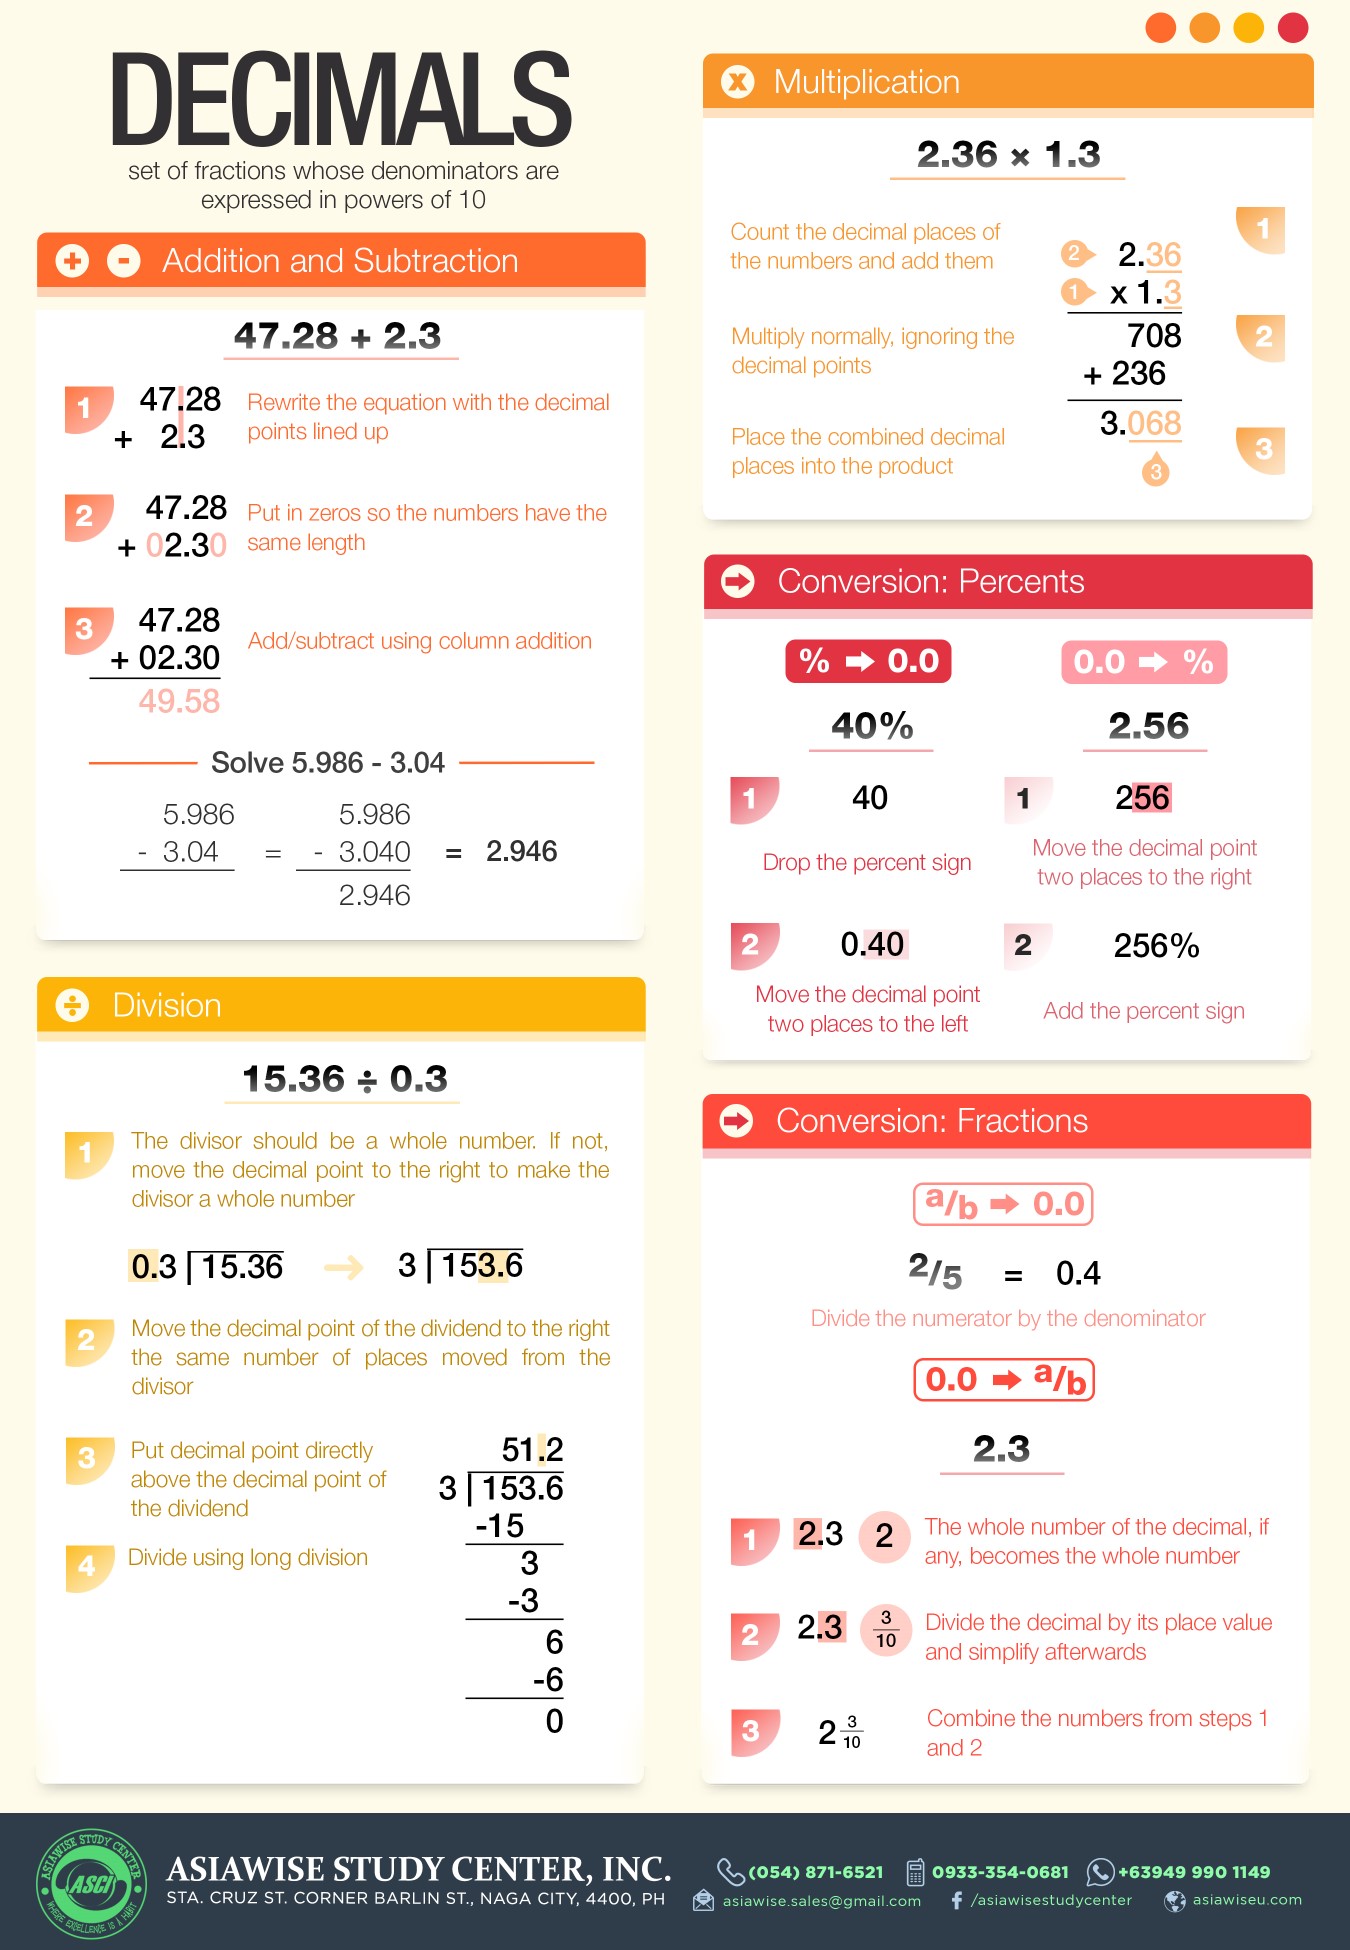 DECIMALS
set of fractions whose denominators are
expressed in powers of 10
+ - Addition and Subtraction
47.28 + 2.3
1
47.28
+ 2.3
Rewrite the equation with the decimal
points lined up
2
47.28
+ 02.30
Put in zeros so the numbers have the
same length
3
47.28
+ 02.30
49.58
Add/subtract using column addition
Solve 5.986 - 3.04
5.986 5.986
- 3.04 = - 3.040 = 2.946
2.946
÷ Division
15.36 ÷ 0.3
1
The divisor should be a whole number. If not,
move the decimal point to the right to make the
divisor a whole number
0.3 | 15.36 → 3 | 153.6
2
Move the decimal point of the dividend to the right
the same number of places moved from the
divisor
3
Put decimal point directly
above the decimal point of
the dividend
4
Divide using long division
51.2
3 | 153.6
-15
3
-3
6
-6
0
x Multiplication
2.36 × 1.3
Count the decimal places of
the numbers and add them
Multiply normally, ignoring the
decimal points
Place the combined decimal
places into the product
2 2.36
1 x 1.3
708
+ 236
3.068
3
1
2
3
➡ Conversion: Percents
% ➡ 0.0
40%
1
40
Drop the percent sign
2
0.40
Move the decimal point
two places to the left
0.0 ➡ %
2.56
1
256
Move the decimal point
two places to the right
2
256%
Add the percent sign
➡ Conversion: Fractions
a/b ➡ 0.0
2/5 = 0.4
Divide the numerator by the denominator
0.0 ➡ a/b
2.3
1
2.3 2
The whole number of the decimal, if
any, becomes the whole number
2
2.3 3/10
Divide the decimal by its place value
and simplify afterwards
3
2 3/10
Combine the numbers from steps 1
and 2
ASIAWISE STUDY CENTER
ASCI
WHERE EXCELLENCE IS A HABIT
ASIAWISE STUDY CENTER, INC.
STA. CRUZ ST. CORNER BARLIN ST., NAGA CITY, 4400, PH
(054) 871-6521 0933-354-0681 +63949 990 1149
asiawise.sales@gmail.com /asiawisestudycenter asiawiseu.com